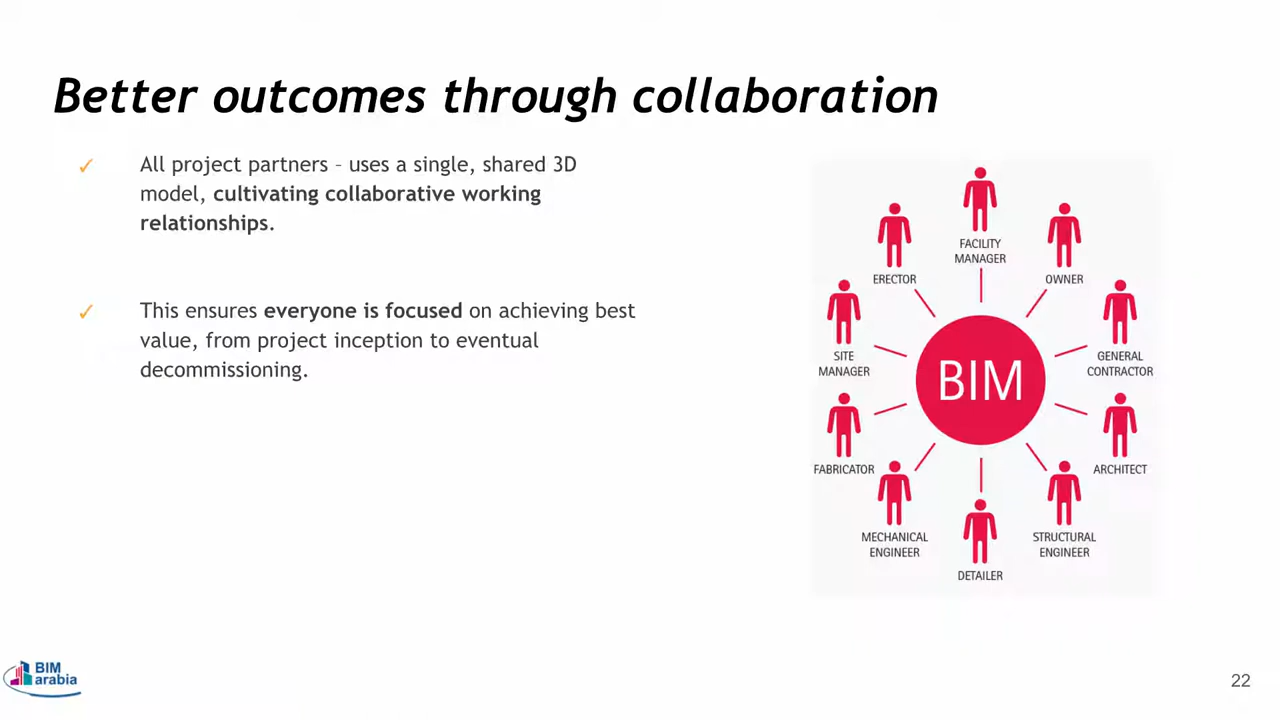 Better outcomes through collaboration
✓ All project partners – uses a single, shared 3D
model, cultivating collaborative working
relationships.
✓ This ensures everyone is focused on achieving best
value, from project inception to eventual
decommissioning.
FACILITY
MANAGER
ERECTOR
OWNER
SITE
MANAGER
GENERAL
CONTRACTOR
BIM
FABRICATOR
ARCHITECT
MECHANICAL
ENGINEER
STRUCTURAL
ENGINEER
DETAILER
BIM
arabia
22